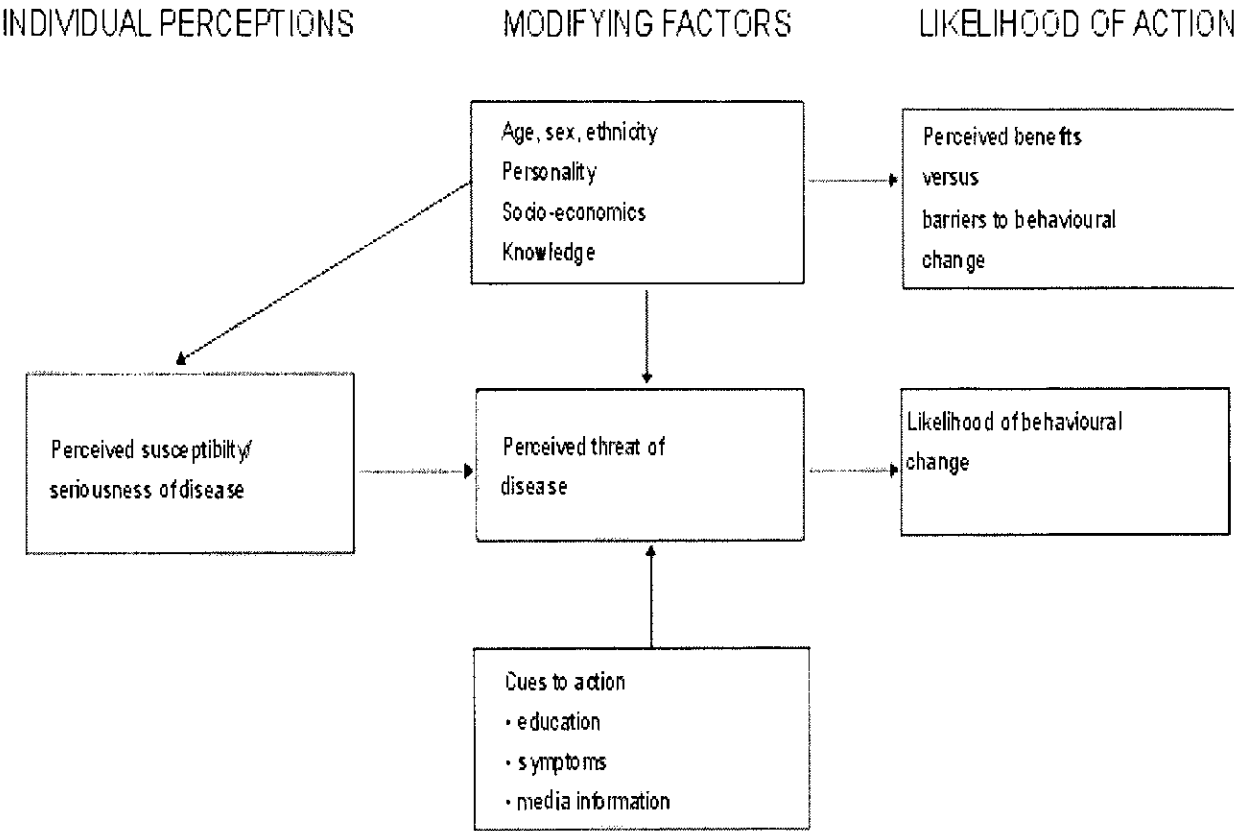 INDIVIDUAL PERCEPTIONS
MODIFYING FACTORS
LIKELIHOOD OF ACTION
Age, sex, ethnicity
Personality
Socio-economics
Knowledge
Perceived benefits
versus
barriers to behavioural
change
Perceived susceptibilty/
seriousness of disease
Perceived threat of
disease
Likelihood of behavioural
change
Cues to action
• education
• symptoms
• media information